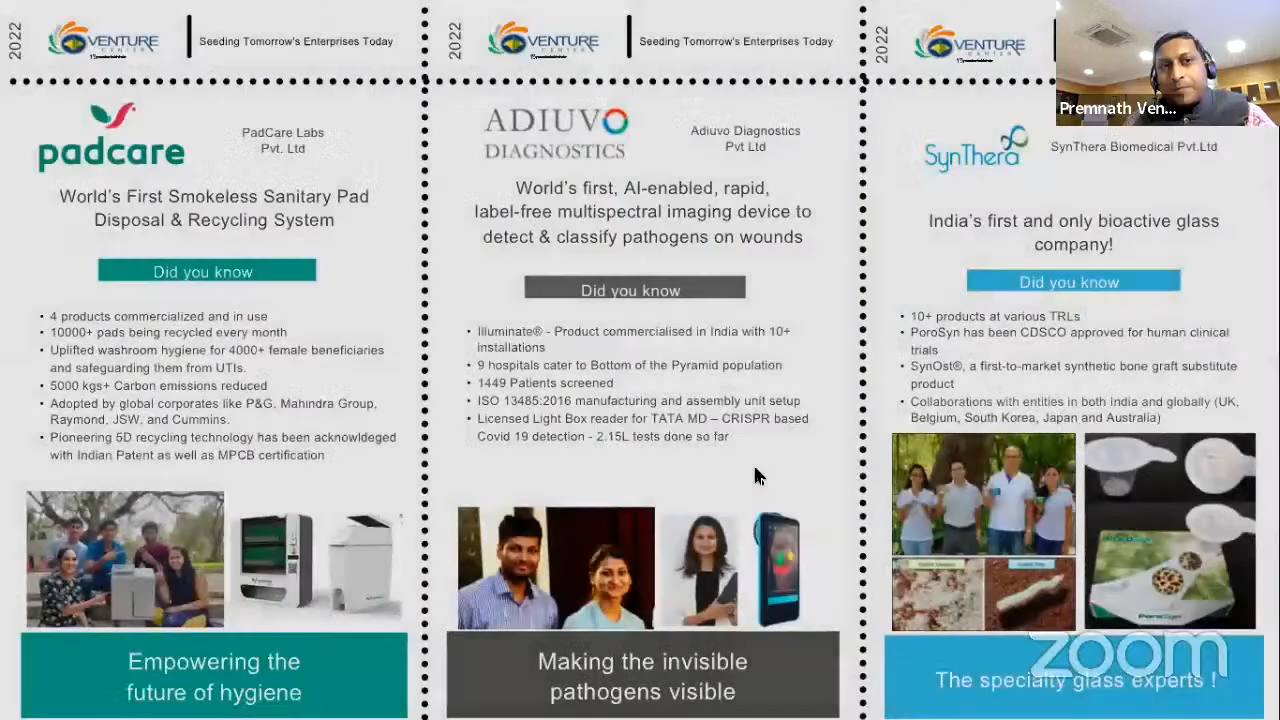 2022
VENTURE
CENTER
Seeding Tomorrow's Enterprises Today
padcare
PadCare Labs
Pvt. Ltd
World's First Smokeless Sanitary Pad
Disposal & Recycling System
Did you know
• 4 products commercialized and in use
• 10000+ pads being recycled every month
• Uplifted washroom hygiene for 4000+ female beneficiaries
and safeguarding them from UTIs.
• 5000 kgs+ Carbon emissions reduced
• Adopted by global corporates like P&G, Mahindra Group,
Raymond, JSW, and Cummins.
• Pioneering 5D recycling technology has been acknowldeged
with Indian Patent as well as MPCB certification
Empowering the
future of hygiene
2022
VENTURE
CENTER
Seeding Tomorrow's Enterprises Today
ADIUVO
DIAGNOSTICS
Adiuvo Diagnostics
Pvt Ltd
World's first, AI-enabled, rapid,
label-free multispectral imaging device to
detect & classify pathogens on wounds
Did you know
• Illuminate® - Product commercialised in India with 10+
installations
• 9 hospitals cater to Bottom of the Pyramid population
• 1449 Patients screened
• ISO 13485:2016 manufacturing and assembly unit setup
• Licensed Light Box reader for TATA MD – CRISPR based
Covid 19 detection - 2.15L tests done so far
Making the invisible
pathogens visible
2022
VENTURE
CENTER
Premnath Ven...
SynThera
SynThera Biomedical Pvt.Ltd
India's first and only bioactive glass
company!
Did you know
• 10+ products at various TRLs
• PoroSyn has been CDSCO approved for human clinical
trials
• SynOst®, a first-to-market synthetic bone graft substitute
product
• Collaborations with entities in both India and globally (UK,
Belgium, South Korea, Japan and Australia)
The specialty glass experts !
zoom